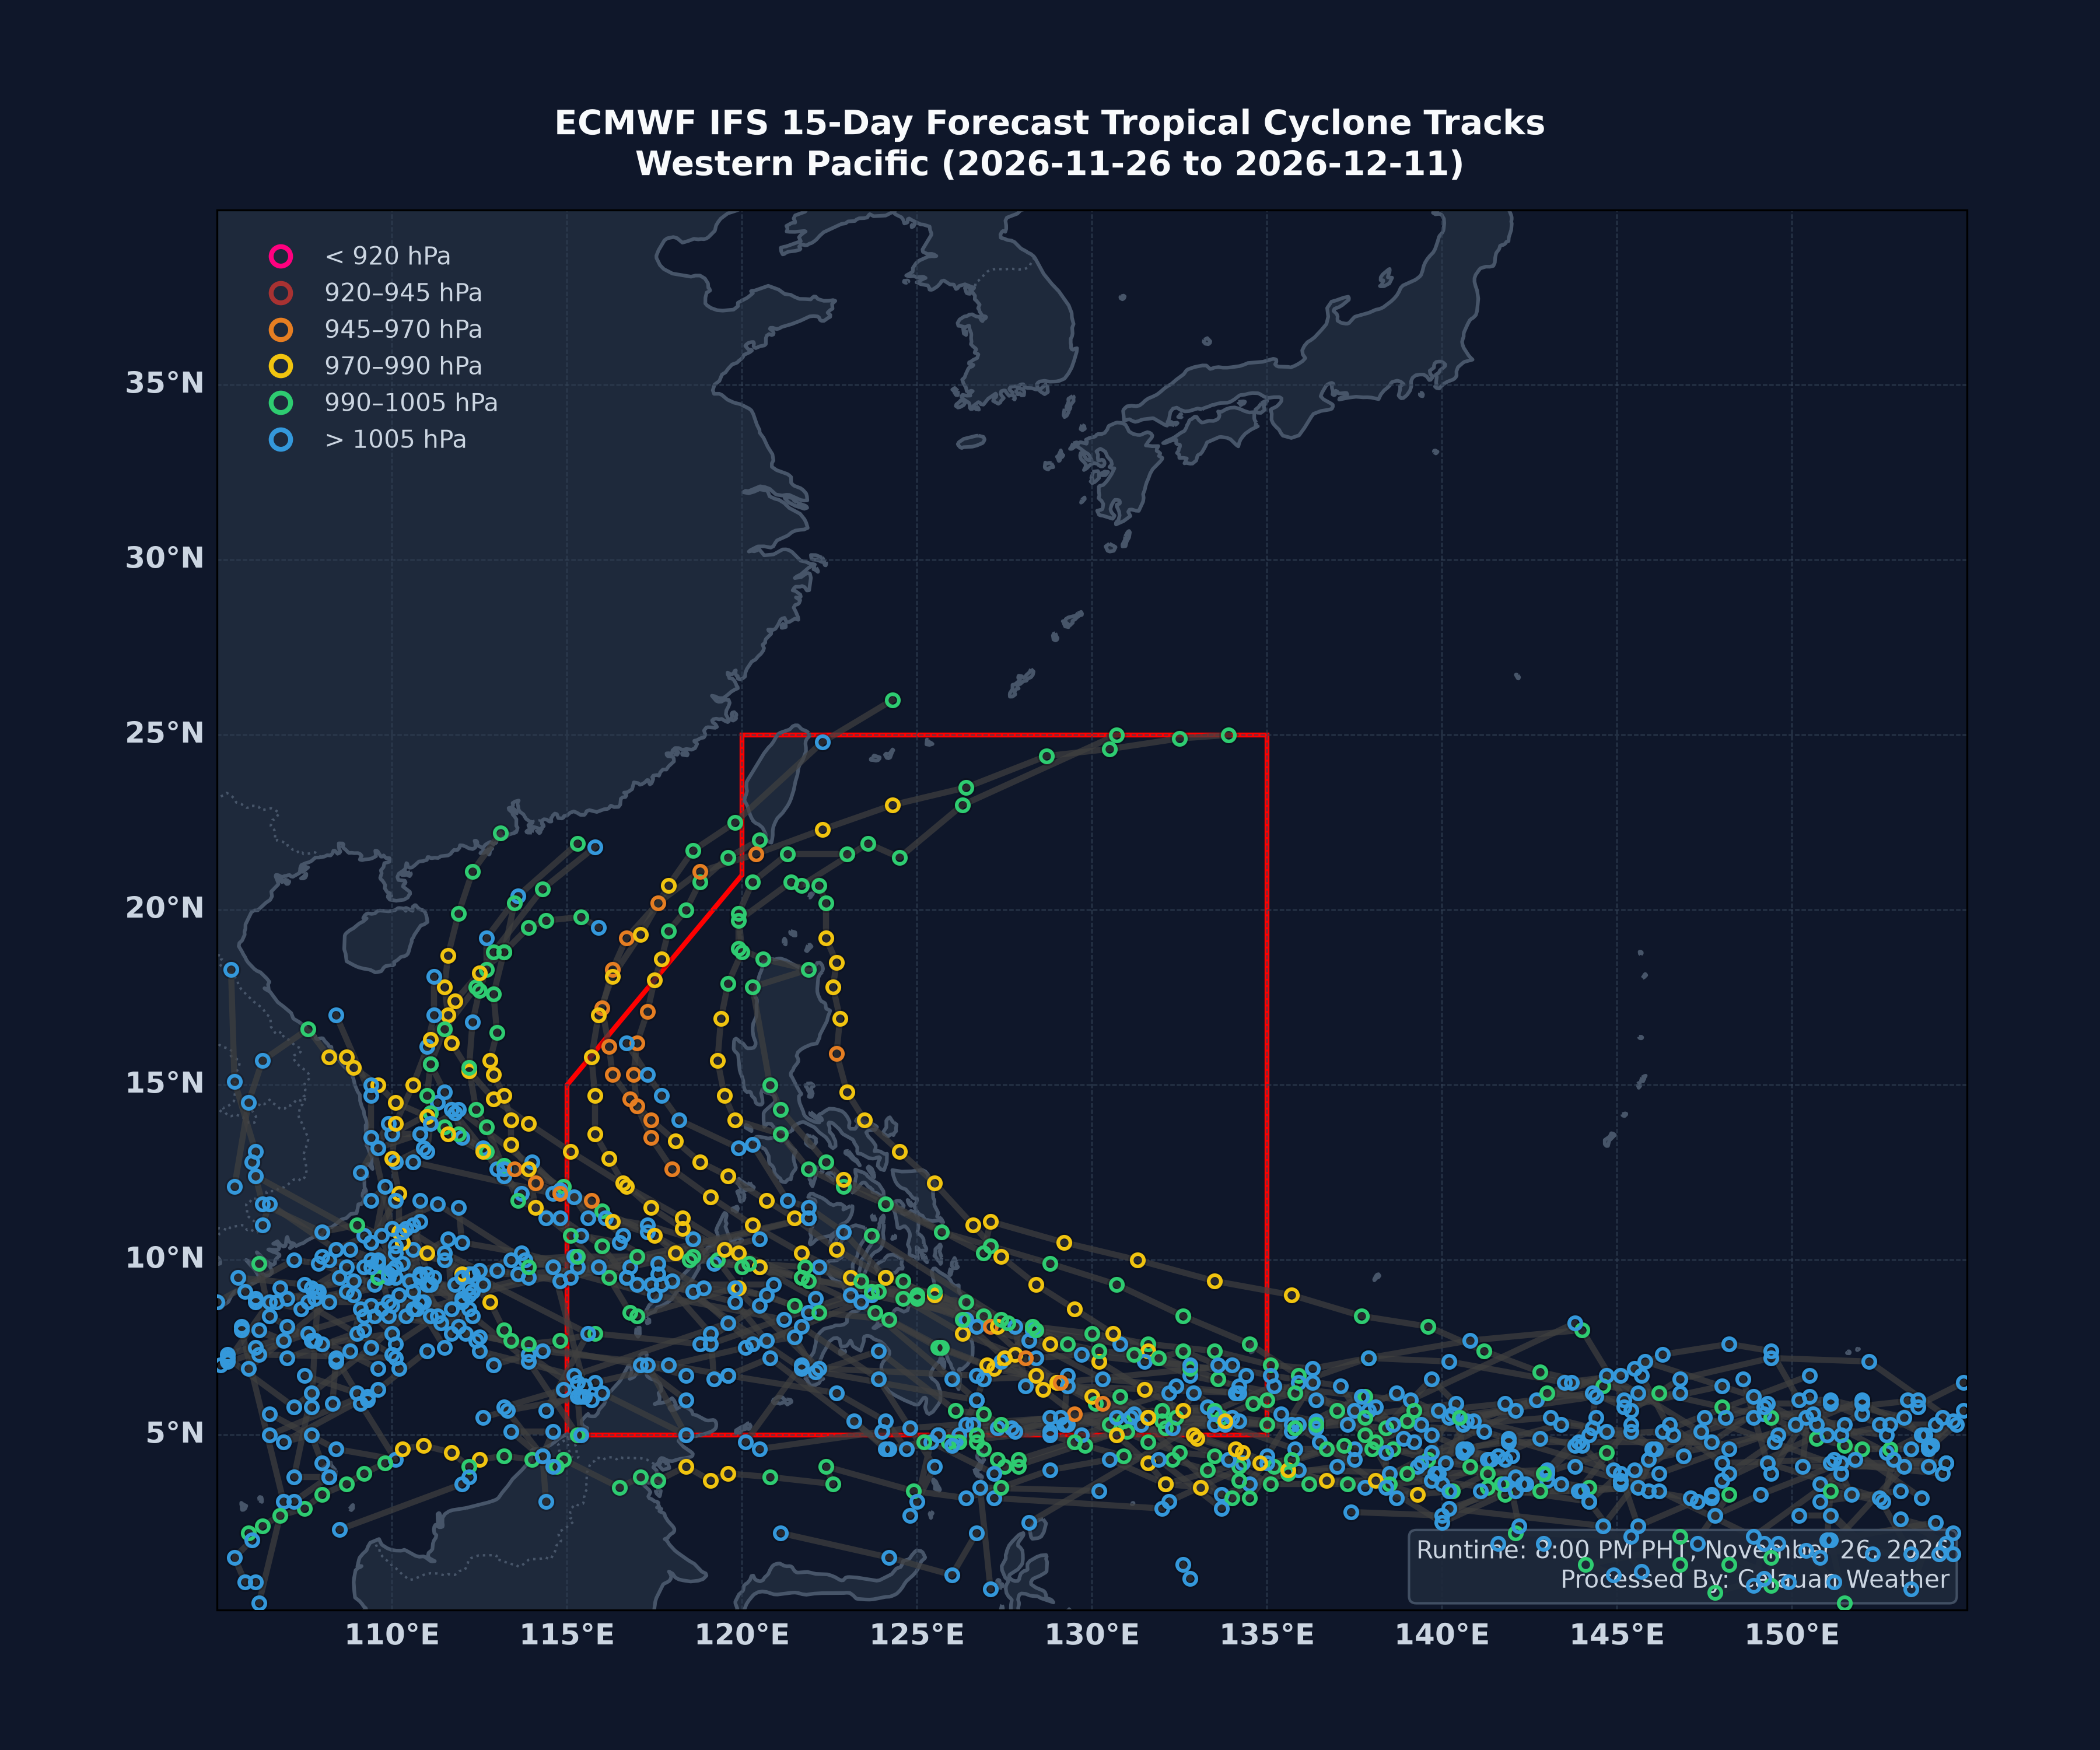 ECMWF IFS 15-Day Forecast Tropical Cyclone Tracks
Western Pacific (2026-11-26 to 2026-12-11)
< 920 hPa
920–945 hPa
945–970 hPa
970–990 hPa
990–1005 hPa
> 1005 hPa
35°N
30°N
25°N
20°N
15°N
10°N
5°N
Runtime: 8:00 PM PHT, November 26, 2026
Processed By: Calauan Weather
110°E 115°E 120°E 125°E 130°E 135°E 140°E 145°E 150°E